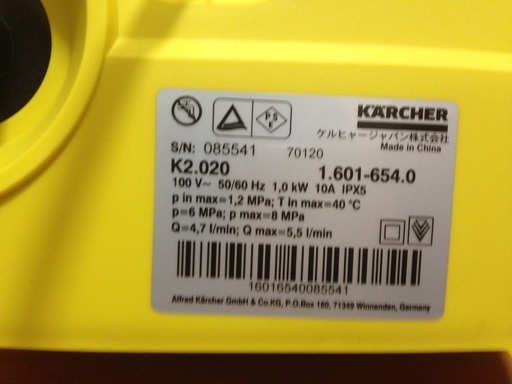 KÄRCHER
ケルヒャージャパン株式会社
Made in China
S/N: 085541 70120
K2.020 1.601-654.0
100 V~ 50/60 Hz 1,0 kW 10A IPX5
p in max=1,2 MPa; T in max=40 °C
p=6 MPa; p max=8 MPa
Q=4,7 l/min; Q max=5,5 l/min
16016540085541
Alfred Kärcher GmbH & Co.KG, P.O.Box 160, 71349 Winnenden, Germany